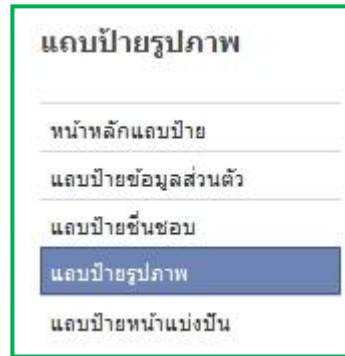 แถบป้ายรูปภาพ
หน้าหลักแถบป้าย
แถบป้ายข้อมูลส่วนตัว
แถบป้ายชื่นชอบ
แถบป้ายรูปภาพ
แถบป้ายหน้าแบ่งปัน